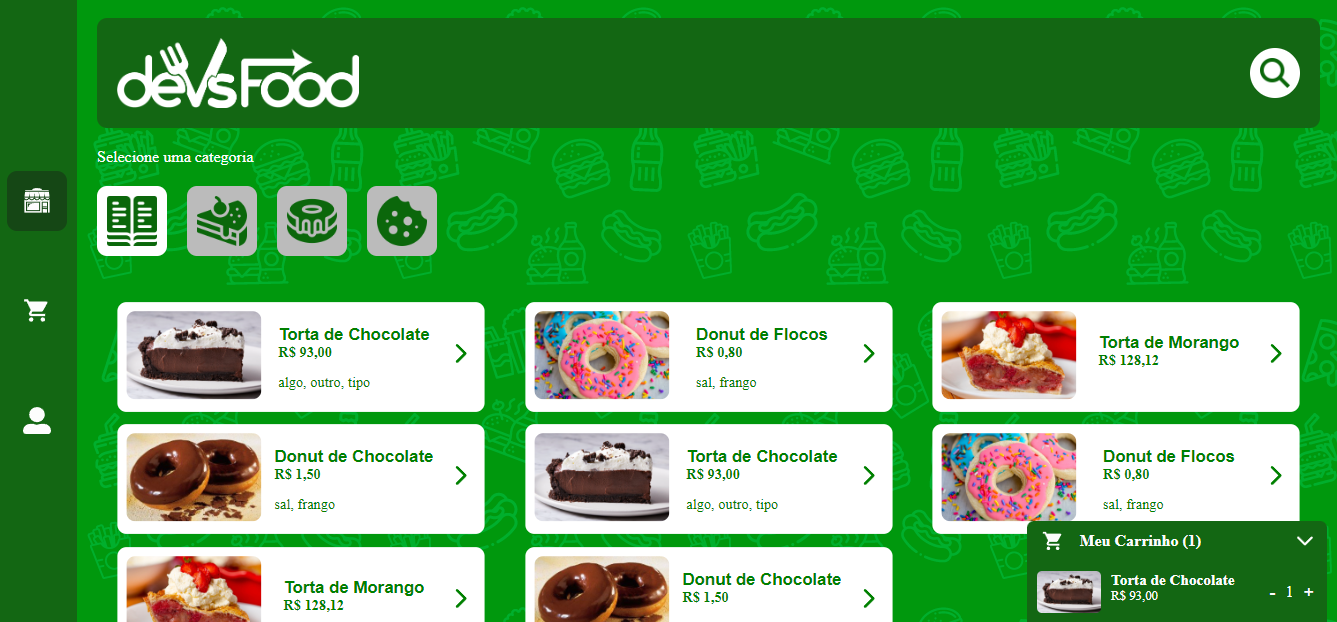 devsFood
Selecione uma categoria
Torta de Chocolate
R$ 93,00
algo, outro, tipo
Donut de Flocos
R$ 0,80
sal, frango
Torta de Morango
R$ 128,12
Donut de Chocolate
R$ 1,50
sal, frango
Torta de Chocolate
R$ 93,00
algo, outro, tipo
Donut de Flocos
R$ 0,80
sal, frango
Torta de Morango
R$ 128,12
Donut de Chocolate
R$ 1,50
Meu Carrinho (1)
Torta de Chocolate
R$ 93,00
- 1 +